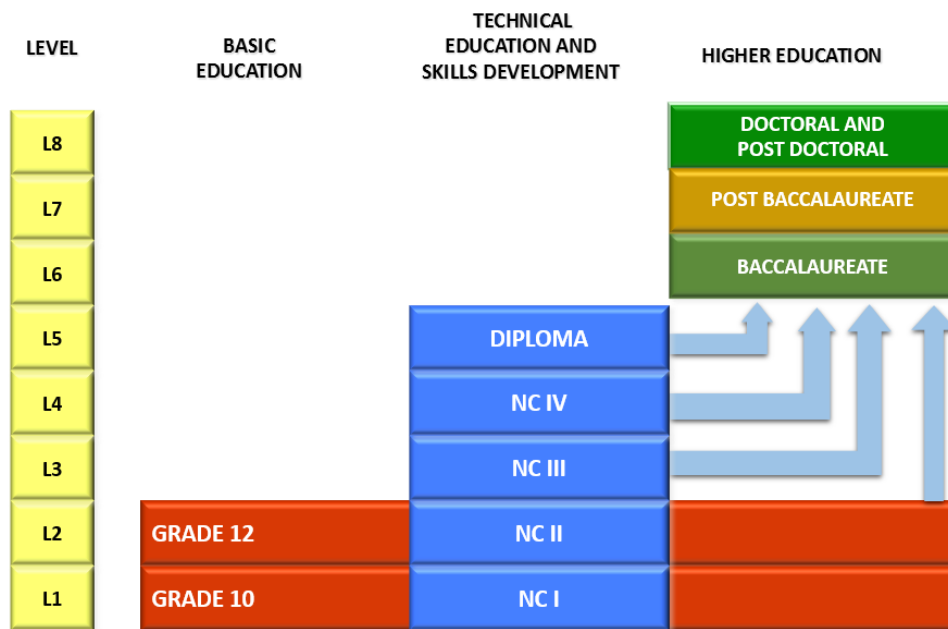 LEVEL
BASIC
EDUCATION
TECHNICAL
EDUCATION AND
SKILLS DEVELOPMENT
HIGHER EDUCATION
L8
DOCTORAL AND
POST DOCTORAL
L7
POST BACCALAUREATE
L6
BACCALAUREATE
L5
DIPLOMA
L4
NC IV
L3
NC III
L2
GRADE 12
NC II
L1
GRADE 10
NC I